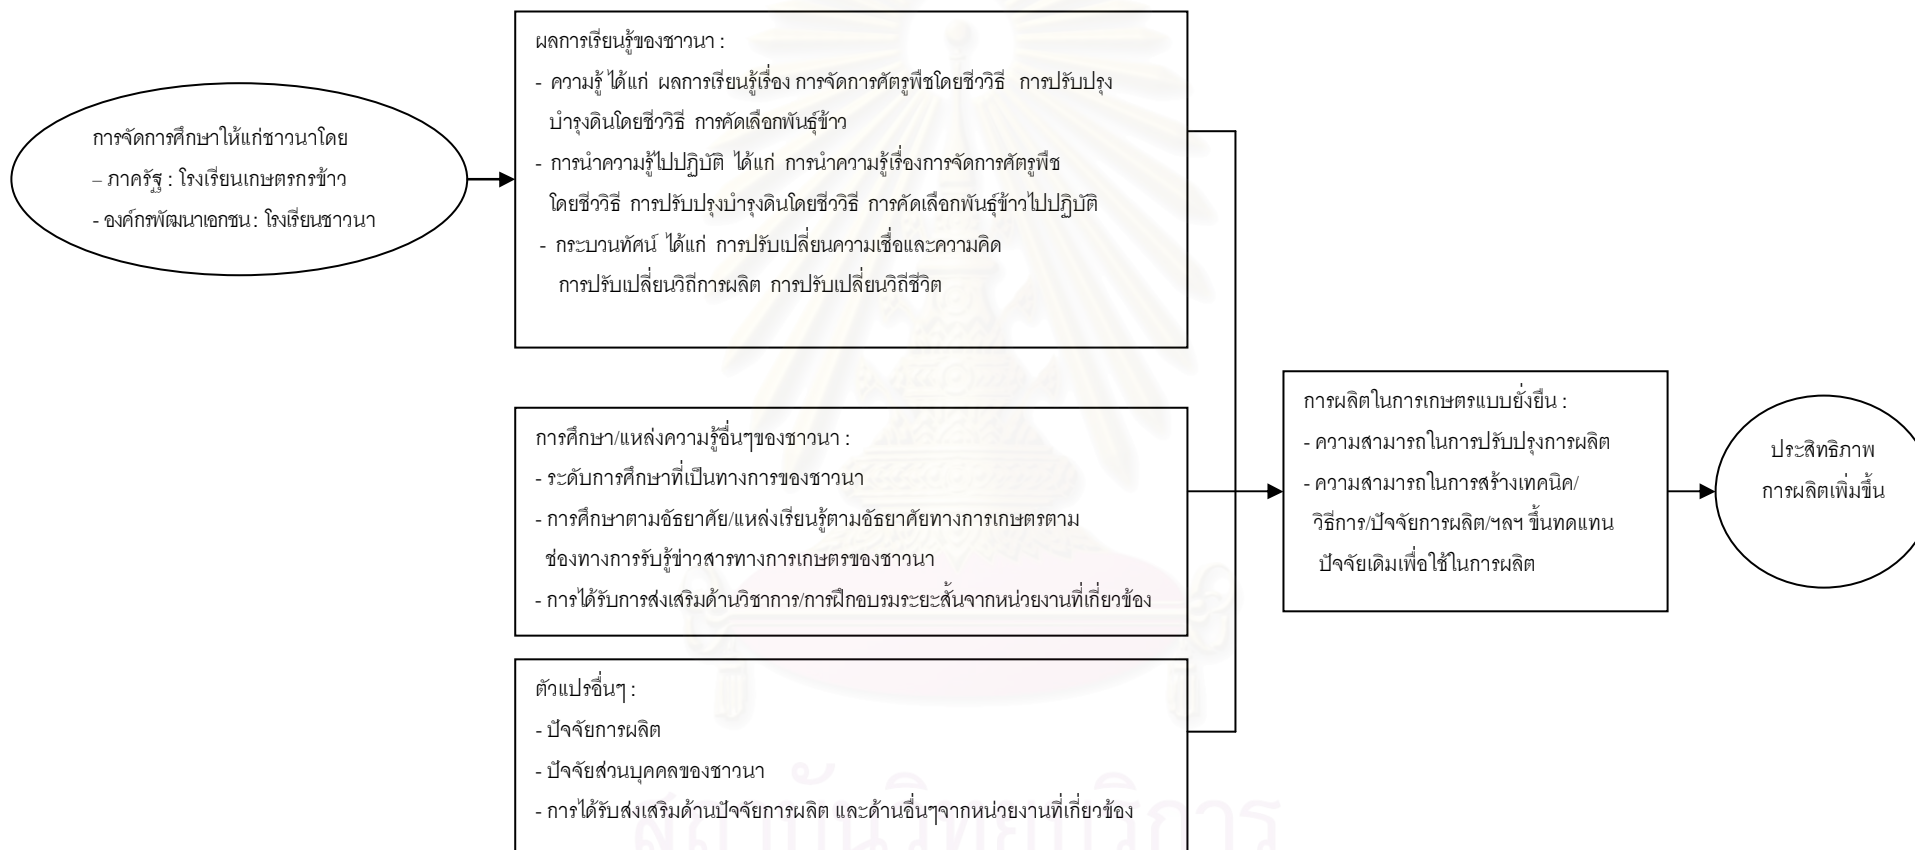 การจัดการศึกษาให้แก่ชาวนาโดย
– ภาครัฐ : โรงเรียนเกษตรกรข้าว
- องค์กรพัฒนาเอกชน : โรงเรียนชาวนา
ผลการเรียนรู้ของชาวนา :
- ความรู้ ได้แก่ ผลการเรียนรู้เรื่อง การจัดการศัตรูพืชโดยชีววิธี การปรับปรุง
บำรุงดินโดยชีววิธี การคัดเลือกพันธุ์ข้าว
- การนำความรู้ไปปฏิบัติ ได้แก่ การนำความรู้เรื่องการจัดการศัตรูพืช
โดยชีววิธี การปรับปรุงบำรุงดินโดยชีววิธี การคัดเลือกพันธุ์ข้าวไปปฏิบัติ
- กระบวนทัศน์ ได้แก่ การปรับเปลี่ยนความเชื่อและความคิด
การปรับเปลี่ยนวิถีการผลิต การปรับเปลี่ยนวิถีชีวิต
การศึกษา/แหล่งความรู้อื่นๆของชาวนา :
- ระดับการศึกษาที่เป็นทางการของชาวนา
- การศึกษาตามอัธยาศัย/แหล่งเรียนรู้ตามอัธยาศัยทางการเกษตรตาม
ช่องทางการรับรู้ข่าวสารทางการเกษตรของชาวนา
- การได้รับการส่งเสริมด้านวิชาการ/การฝึกอบรมระยะสั้นจากหน่วยงานที่เกี่ยวข้อง
ตัวแปรอื่นๆ :
- ปัจจัยการผลิต
- ปัจจัยส่วนบุคคลของชาวนา
- การได้รับส่งเสริมด้านปัจจัยการผลิต และด้านอื่นๆจากหน่วยงานที่เกี่ยวข้อง
การผลิตในการเกษตรแบบยั่งยืน :
- ความสามารถในการปรับปรุงการผลิต
- ความสามารถในการสร้างเทคนิค/
วิธีการ/ปัจจัยการผลิต/ฯลฯ ขึ้นทดแทน
ปัจจัยเดิมเพื่อใช้ในการผลิต
ประสิทธิภาพ
การผลิตเพิ่มขึ้น
สถาบันวิทยบริการ